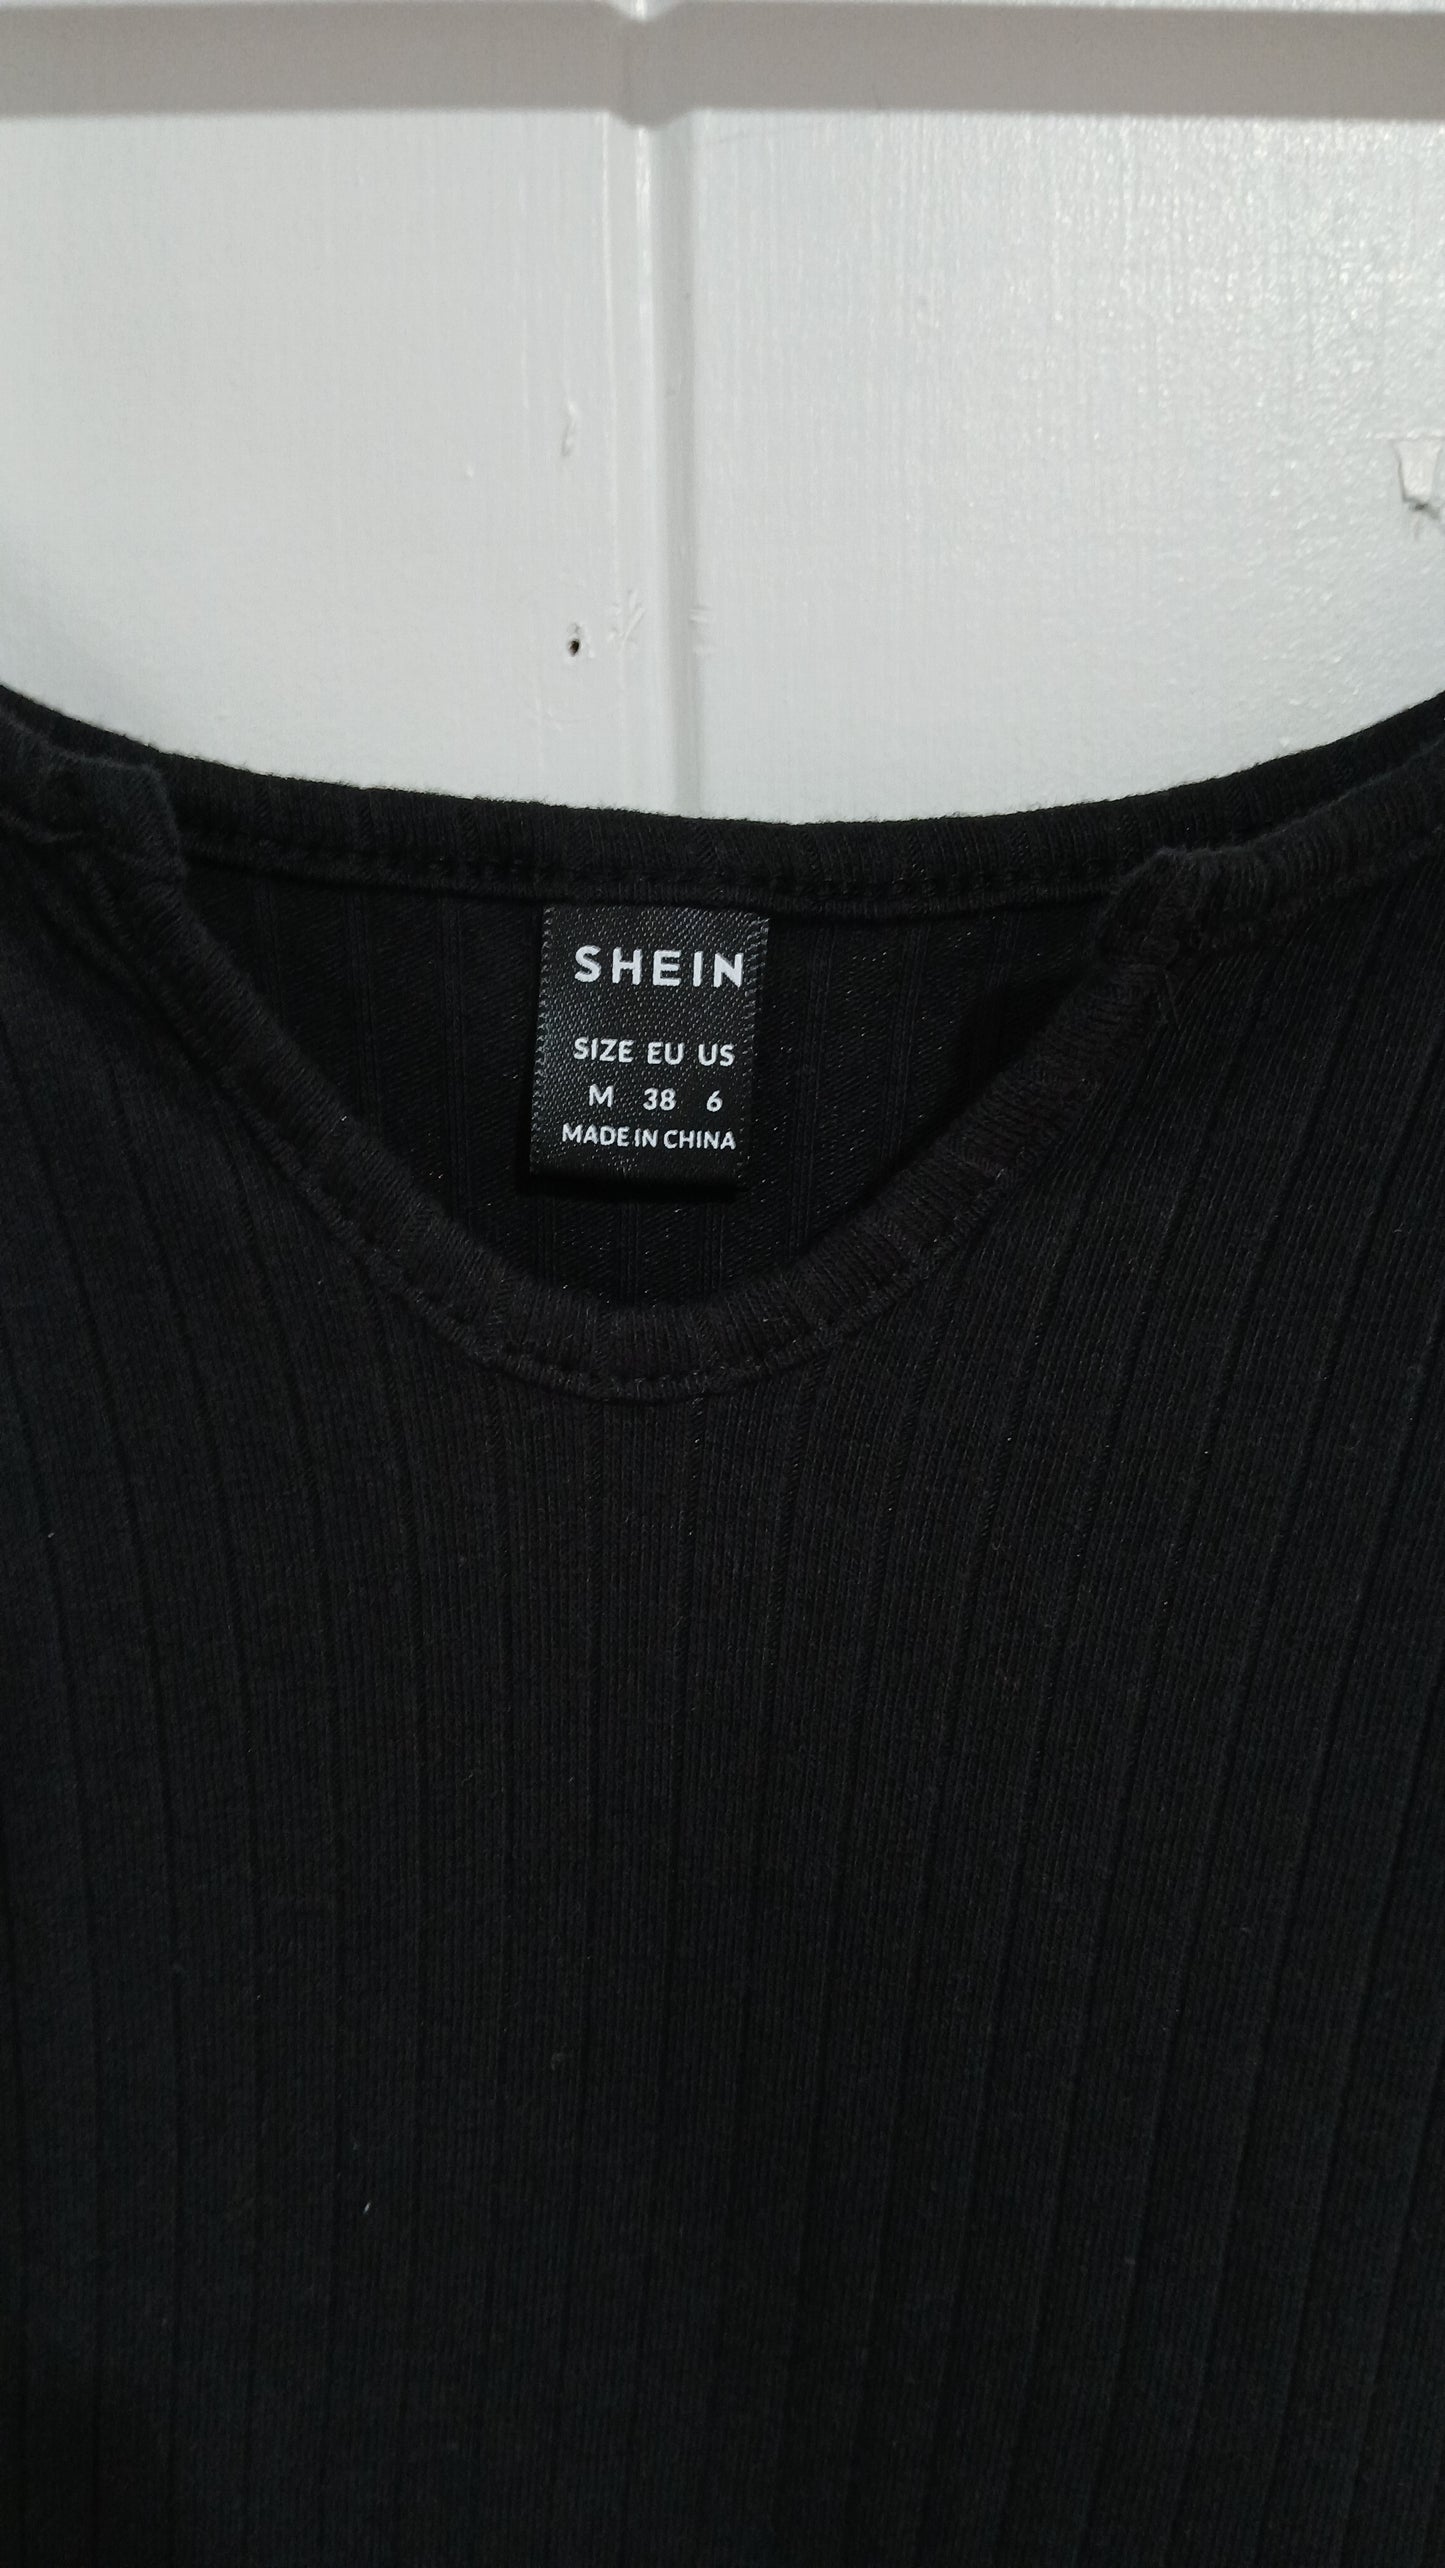 SHEIN
SIZE EU US
M 38 6
MADE IN CHINA